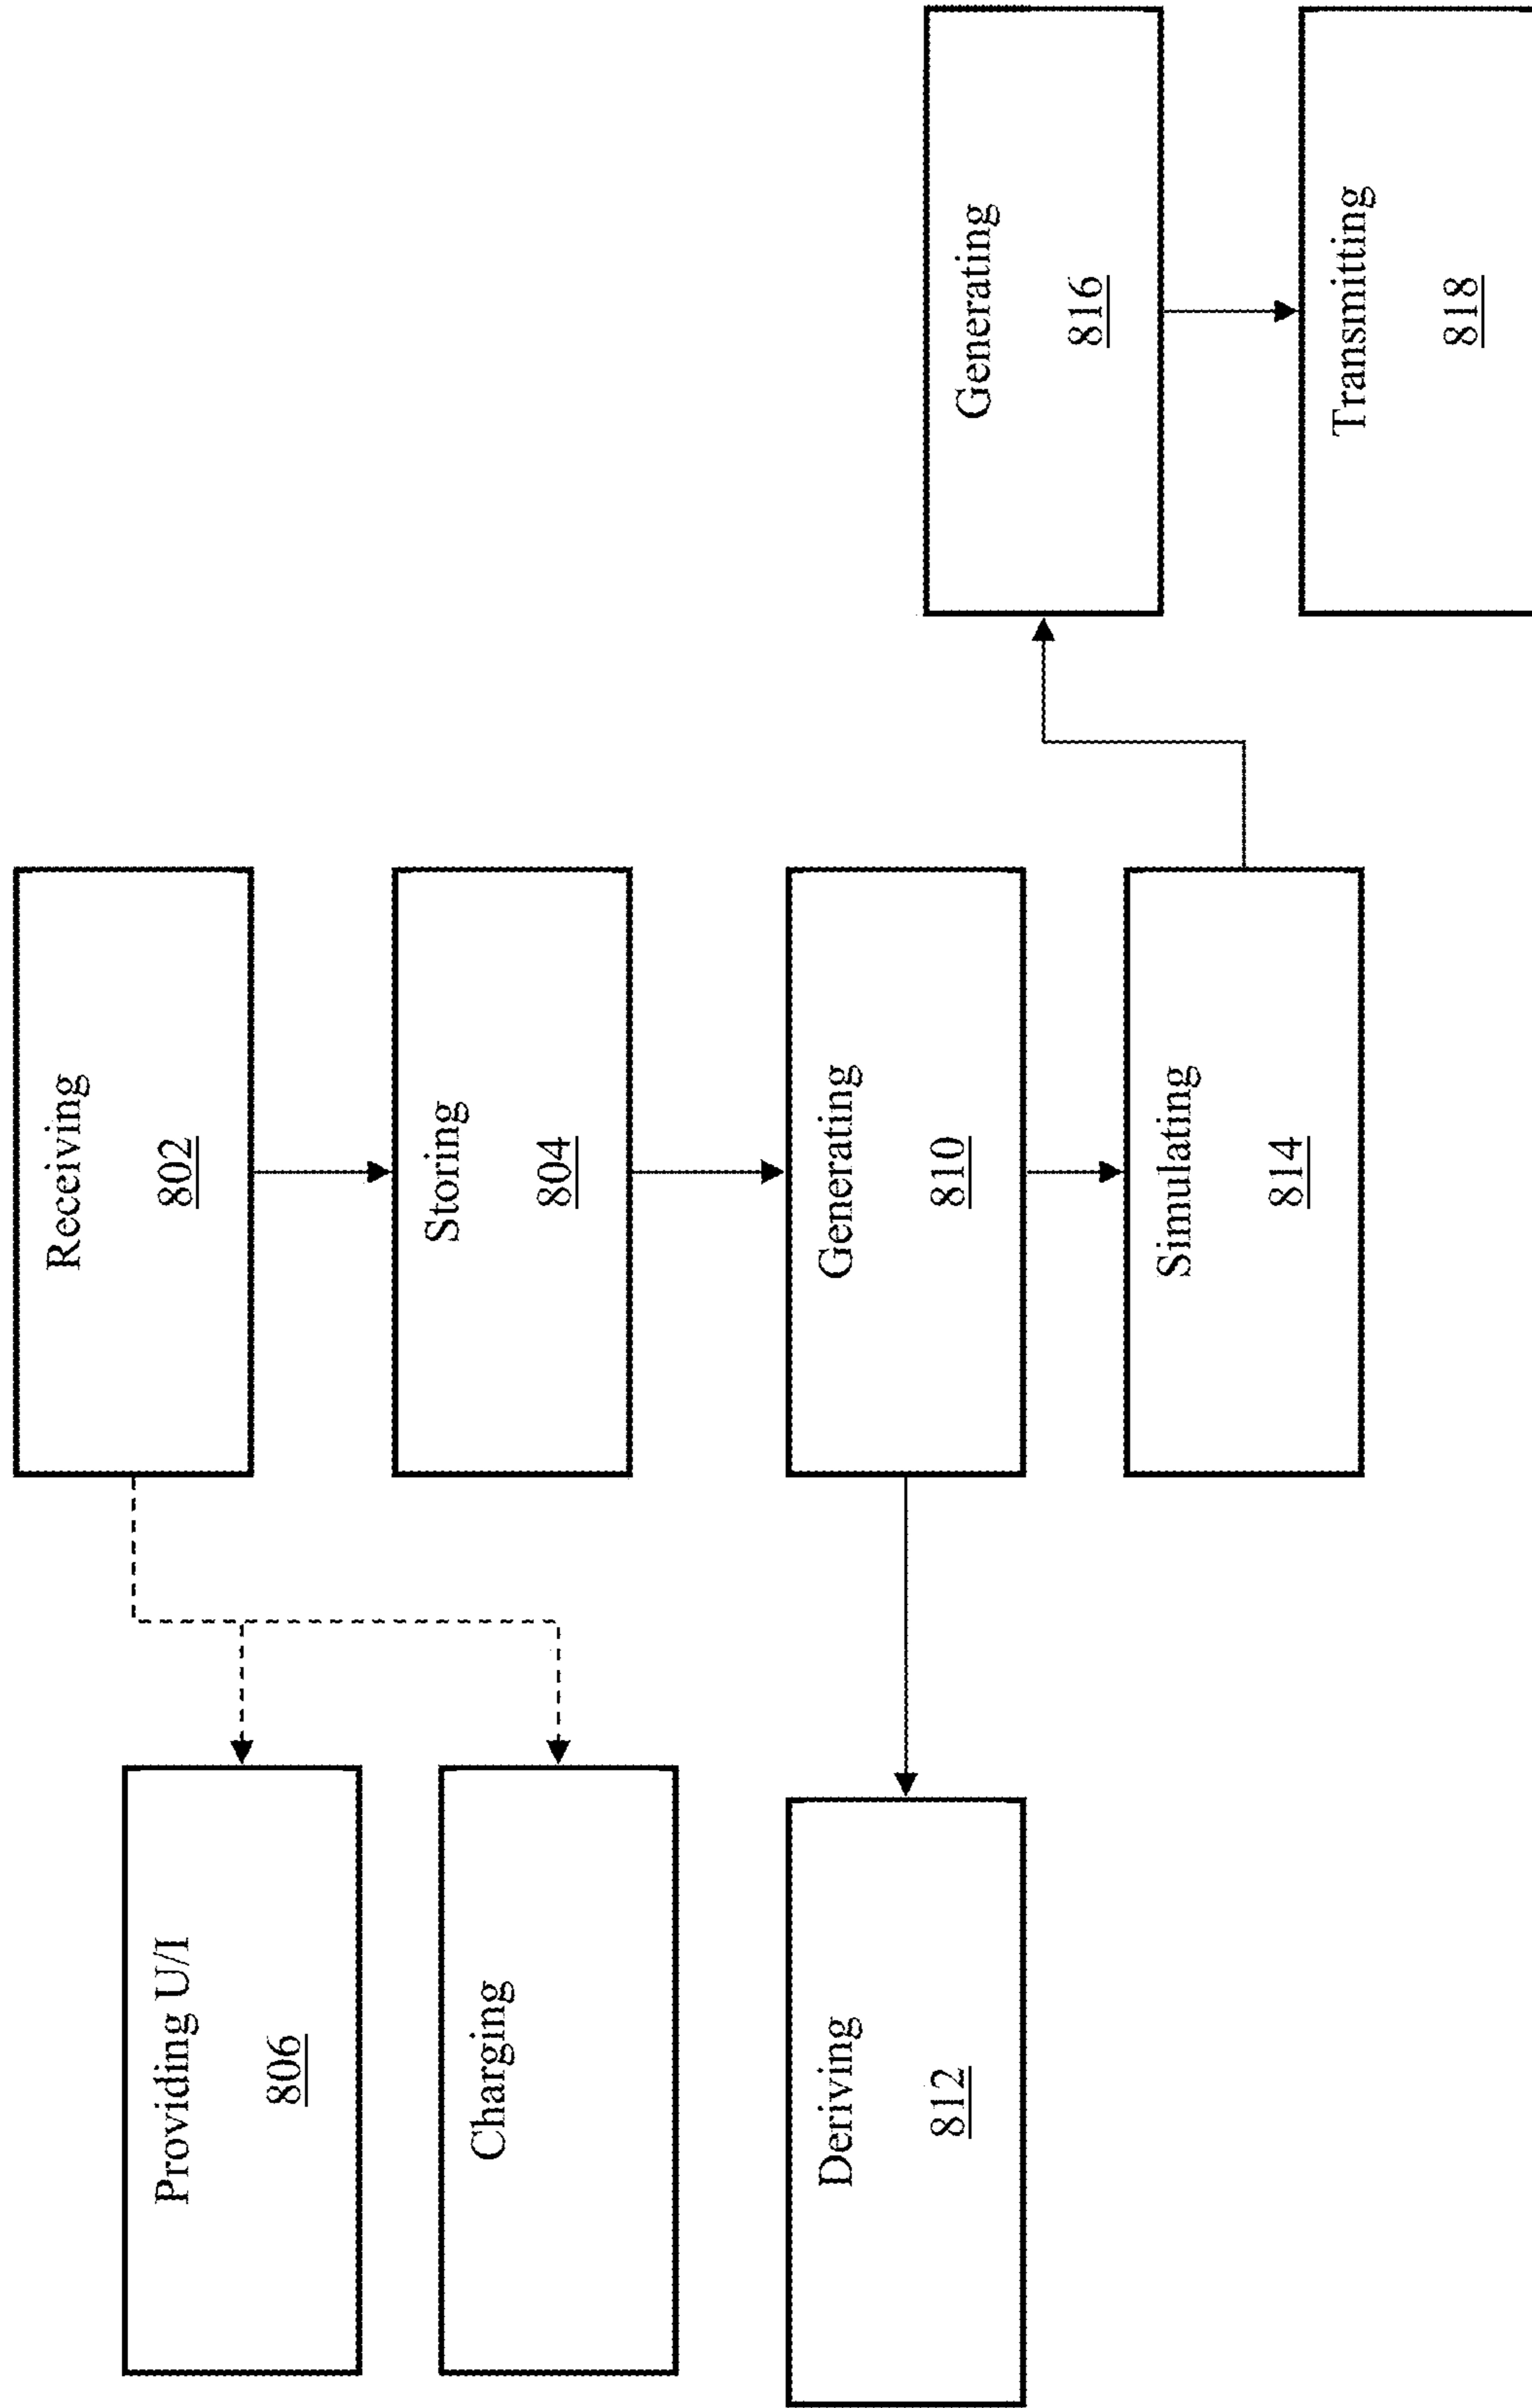 Receiving
802
Providing U/I
806
Storing
804
Charging
Generating
810
Deriving
812
Generating
816
Simulating
814
Transmitting
818